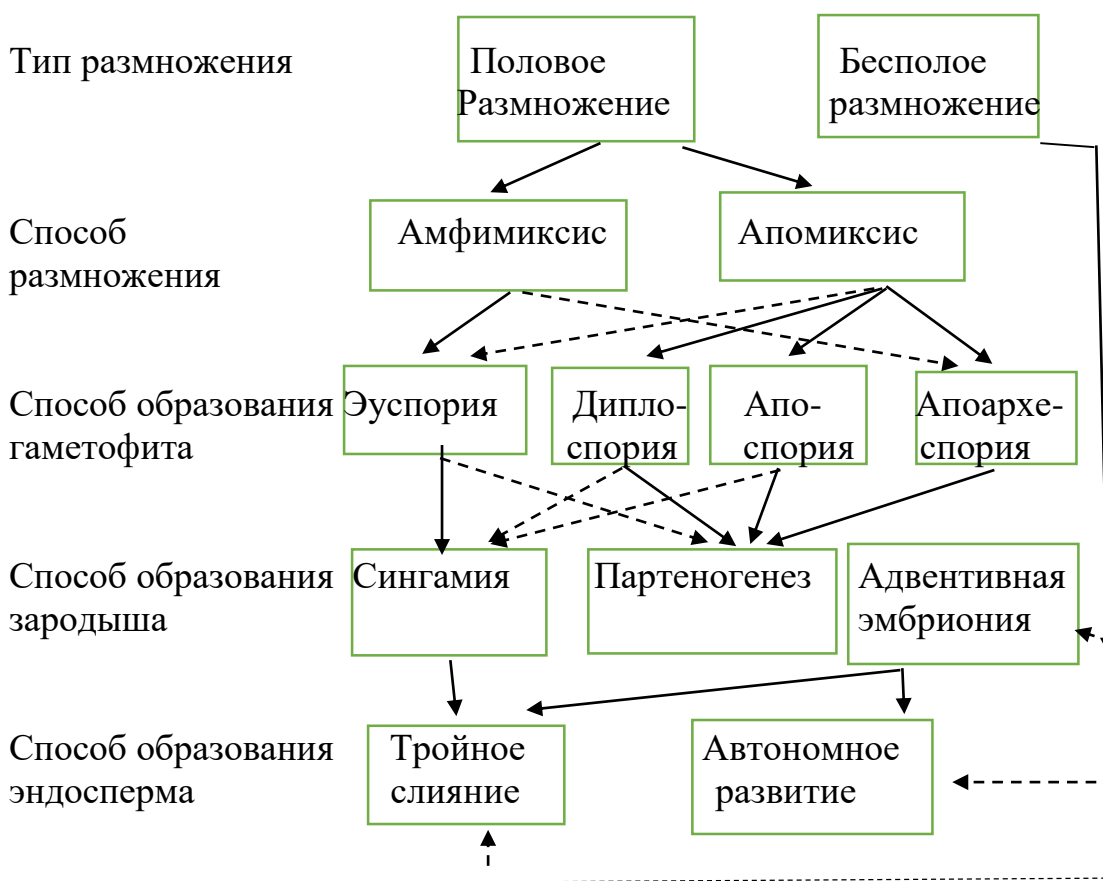 Тип размножения
Половое
Размножение
Бесполое
размножение
Способ
размножения
Амфимиксис
Апомиксис
Способ образования
гаметофита
Эуспория
Дипло-
спория
Апо-
спория
Апоархе-
спория
Способ образования
зародыша
Сингамия
Партеногенез
Адвентивная
эмбриония
Способ образования
эндосперма
Тройное
слияние
Автономное
развитие